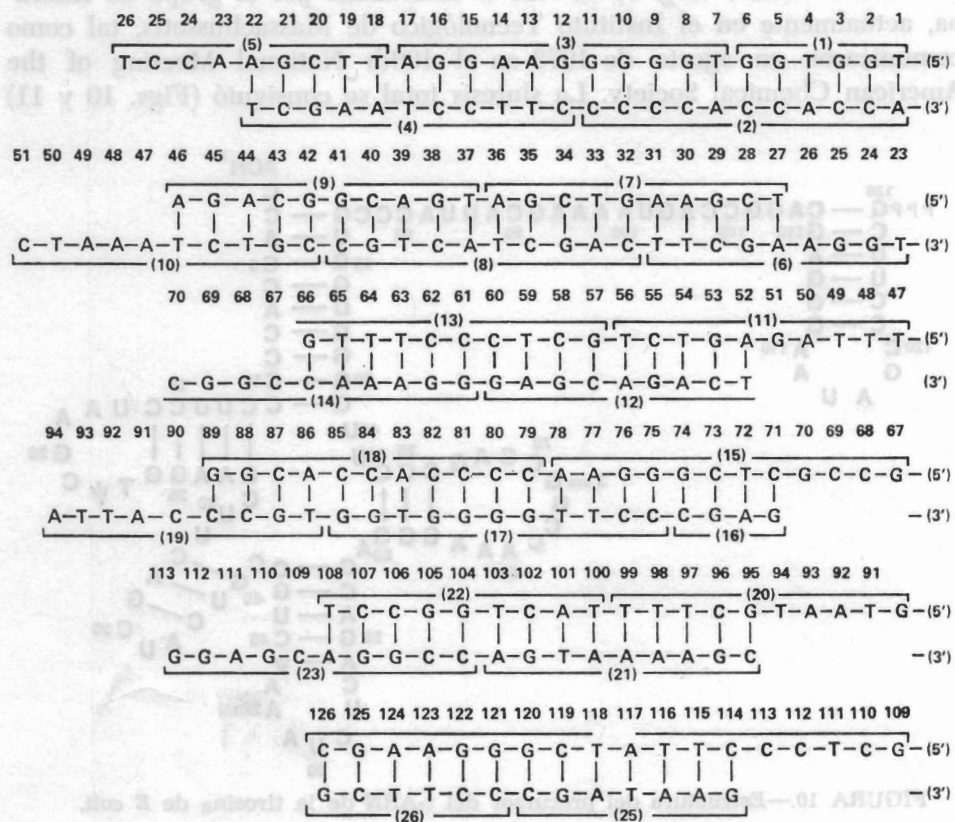 26 25 24 23 22 21 20 19 18 17 16 15 14 13 12 11 10 9 8 7 6 5 4 3 2 1
(5) (3) (1)
T-C-C-A-A-G-C-T-T-A-G-G-A-A-G-G-G-G-G-T-G-G-T-G-G-T-(5')
T-C-G-A-A-T-C-C-T-T-C-C-C-C-C-A-C-C-A-C-C-A-(3')
(4) (2)
51 50 49 48 47 46 45 44 43 42 41 40 39 38 37 36 35 34 33 32 31 30 29 28 27 26 25 24 23
(9) (7)
A-G-A-C-G-G-C-A-G-T-A-G-C-T-G-A-A-G-C-T (5')
C-T-A-A-A-T-C-T-G-C-C-G-T-C-A-T-C-G-A-C-T-T-C-G-A-A-G-G-T-(3')
(10) (8) (6)
70 69 68 67 66 65 64 63 62 61 60 59 58 57 56 55 54 53 52 51 50 49 48 47
(13) (11)
G-T-T-T-C-C-C-T-C-G-T-C-T-G-A-G-A-T-T-T-(5')
C-G-G-C-C-A-A-A-G-G-G-A-G-C-A-G-A-C-T (3')
(14) (12)
94 93 92 91 90 89 88 87 86 85 84 83 82 81 80 79 78 77 76 75 74 73 72 71 70 69 68 67
(18) (15)
G-G-C-A-C-C-A-C-C-C-C-A-A-G-G-G-C-T-C-G-C-C-G-(5')
A-T-T-A-C-C-C-G-T-G-G-T-G-G-G-G-T-T-C-C-C-G-A-G -(3')
(19) (17) (16)
113 112 111 110 109 108 107 106 105 104 103 102 101 100 99 98 97 96 95 94 93 92 91
(22) (20)
T-C-C-G-G-T-C-A-T-T-T-T-C-G-T-A-A-T-G-(5')
G-G-A-G-C-A-G-G-C-C-A-G-T-A-A-A-A-G-C -(3')
(23) (21)
126 125 124 123 122 121 120 119 118 117 116 115 114 113 112 111 110 109
(24)
C-G-A-A-G-G-G-C-T-A-T-T-C-C-C-T-C-G-(5')
G-C-T-T-C-C-C-G-A-T-A-A-G (3')
(26) (25)